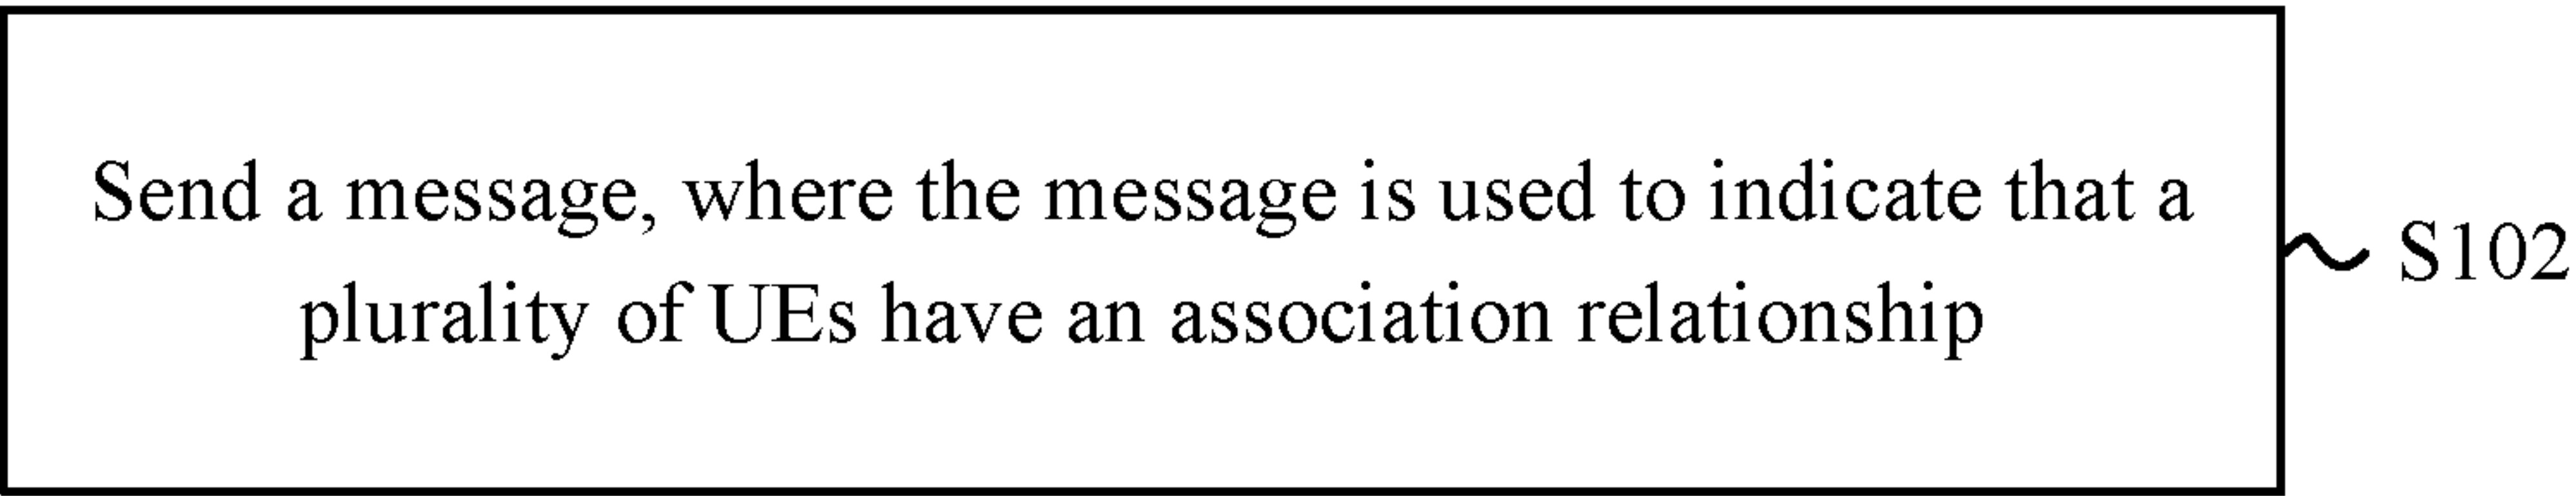 Send a message, where the message is used to indicate that a
plurality of UEs have an association relationship
S102